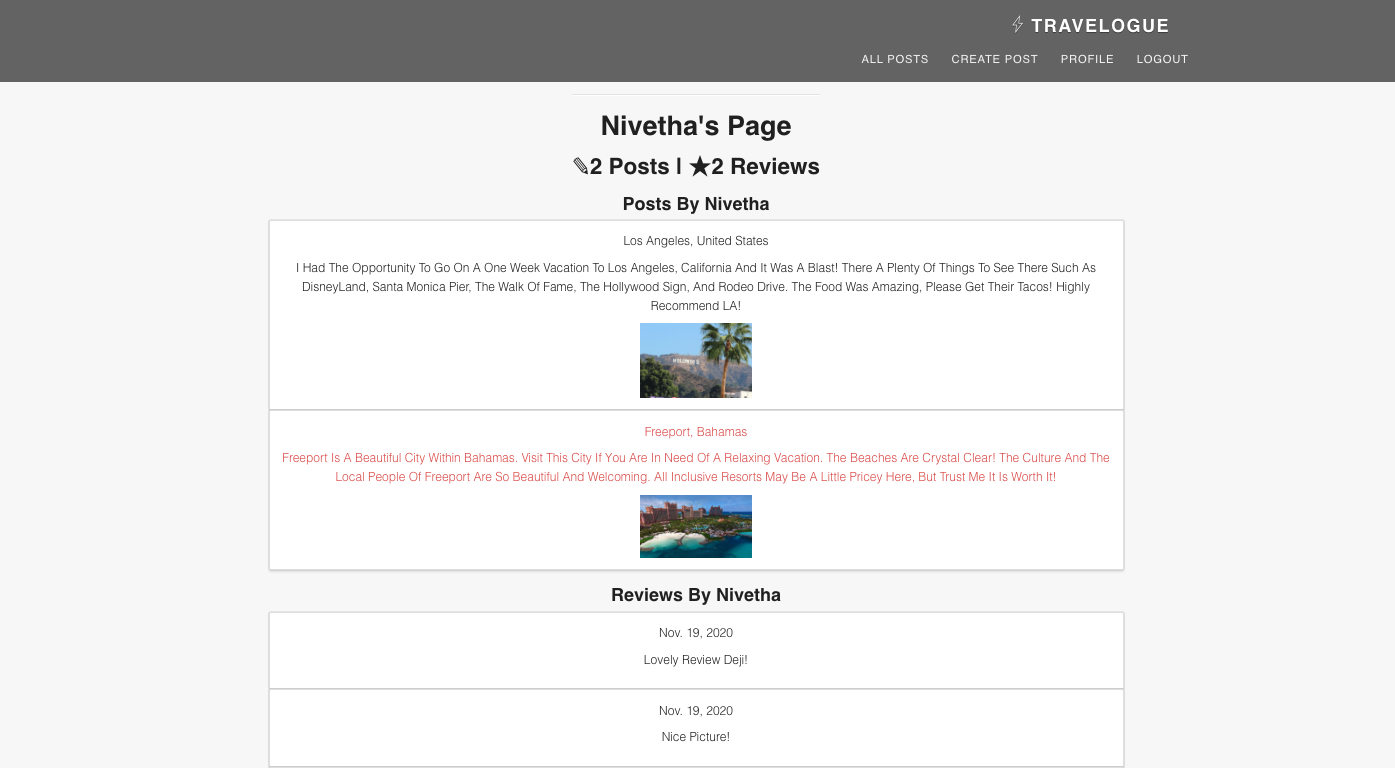 TRAVELOGUE
ALL POSTS CREATE POST PROFILE LOGOUT
Nivetha's Page
✎2 Posts | ★2 Reviews
Posts By Nivetha
Los Angeles, United States
I Had The Opportunity To Go On A One Week Vacation To Los Angeles, California And It Was A Blast! There A Plenty Of Things To See There Such As
DisneyLand, Santa Monica Pier, The Walk Of Fame, The Hollywood Sign, And Rodeo Drive. The Food Was Amazing, Please Get Their Tacos! Highly
Recommend LA!
Freeport, Bahamas
Freeport Is A Beautiful City Within Bahamas. Visit This City If You Are In Need Of A Relaxing Vacation. The Beaches Are Crystal Clear! The Culture And The
Local People Of Freeport Are So Beautiful And Welcoming. All Inclusive Resorts May Be A Little Pricey Here, But Trust Me It Is Worth It!
Reviews By Nivetha
Nov. 19, 2020
Lovely Review Deji!
Nov. 19, 2020
Nice Picture!